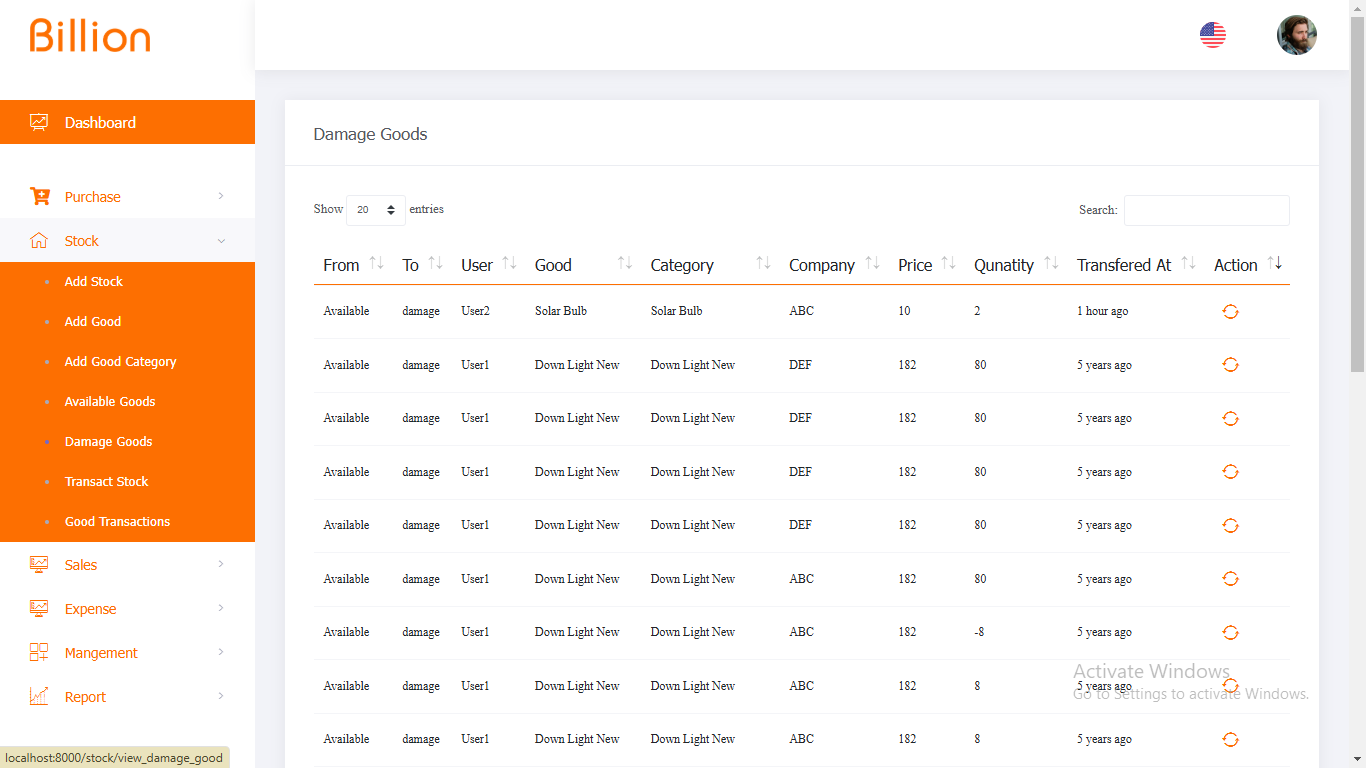 Billion
Dashboard
Purchase
Stock
Add Stock
Add Good
Add Good Category
Available Goods
Damage Goods
Transact Stock
Good Transactions
Sales
Expense
Mangement
Report
localhost:8000/stock/view_damage_good
Damage Goods
Show 20 entries
Search:
From To User Good Category Company Price Qunatity Transfered At Action
Available damage User2 Solar Bulb Solar Bulb ABC 10 2 1 hour ago
Available damage User1 Down Light New Down Light New DEF 182 80 5 years ago
Available damage User1 Down Light New Down Light New DEF 182 80 5 years ago
Available damage User1 Down Light New Down Light New DEF 182 80 5 years ago
Available damage User1 Down Light New Down Light New DEF 182 80 5 years ago
Available damage User1 Down Light New Down Light New ABC 182 80 5 years ago
Available damage User1 Down Light New Down Light New ABC 182 -8 5 years ago
Available damage User1 Down Light New Down Light New ABC 182 8 5 years ago
Available damage User1 Down Light New Down Light New ABC 182 8 5 years ago
Activate Windows
Go to Settings to activate Windows.